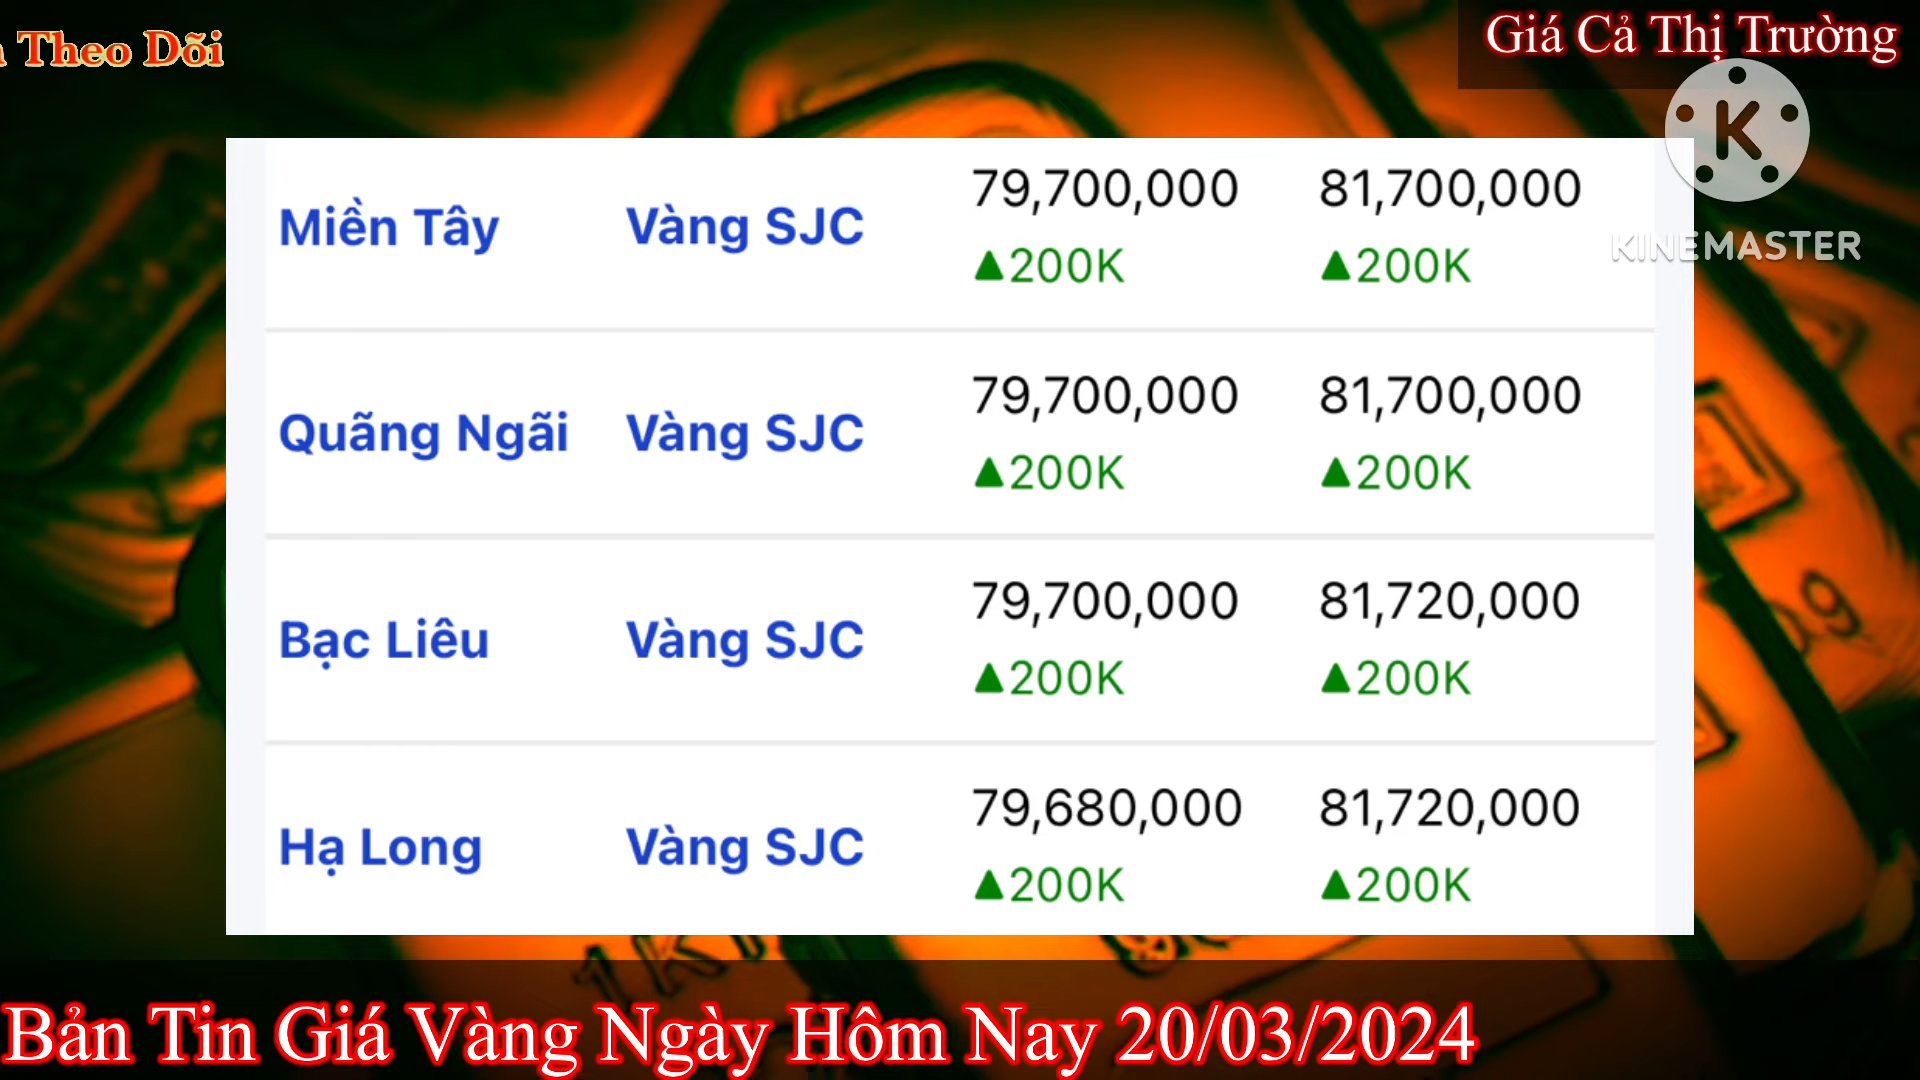 Theo Dõi
Giá Cả Thị Trường
K
KINEMASTER
Miền Tây Vàng SJC 79,700,000 81,700,000
▲200K ▲200K
Quãng Ngãi Vàng SJC 79,700,000 81,700,000
▲200K ▲200K
Bạc Liêu Vàng SJC 79,700,000 81,720,000
▲200K ▲200K
Hạ Long Vàng SJC 79,680,000 81,720,000
▲200K ▲200K
Bản Tin Giá Vàng Ngày Hôm Nay 20/03/2024